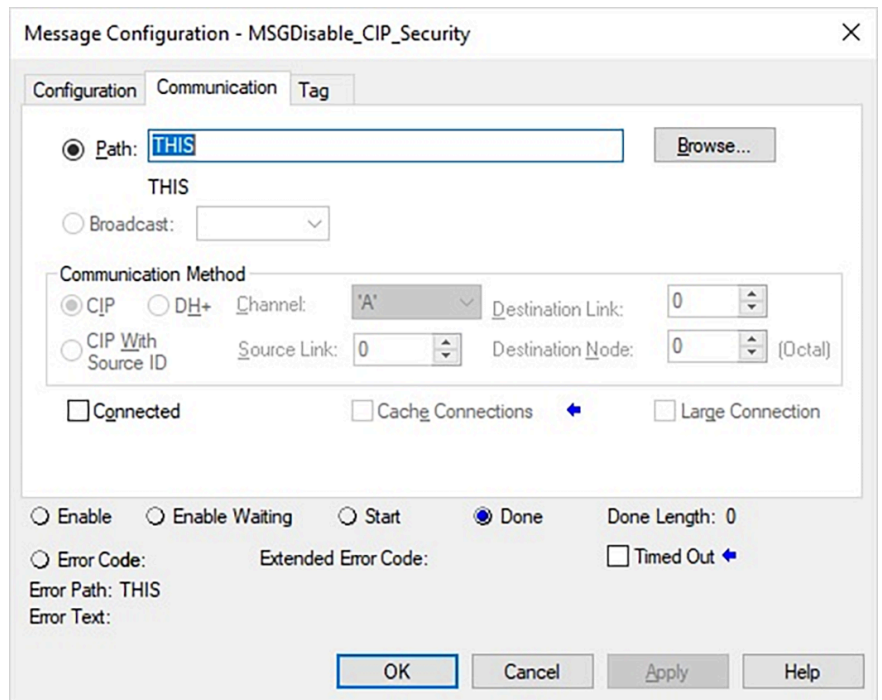 Message Configuration - MSGDisable_CIP_Security
Configuration Communication Tag
Path: THIS Browse...
THIS
Broadcast:
Communication Method
CIP DH+ Channel: 'A' Destination Link: 0
CIP With Source ID Source Link: 0 Destination Node: 0 (Octal)
Connected Cache Connections Large Connection
Enable Enable Waiting Start Done Done Length: 0
Error Code: Extended Error Code: Timed Out
Error Path: THIS
Error Text:
OK Cancel Apply Help